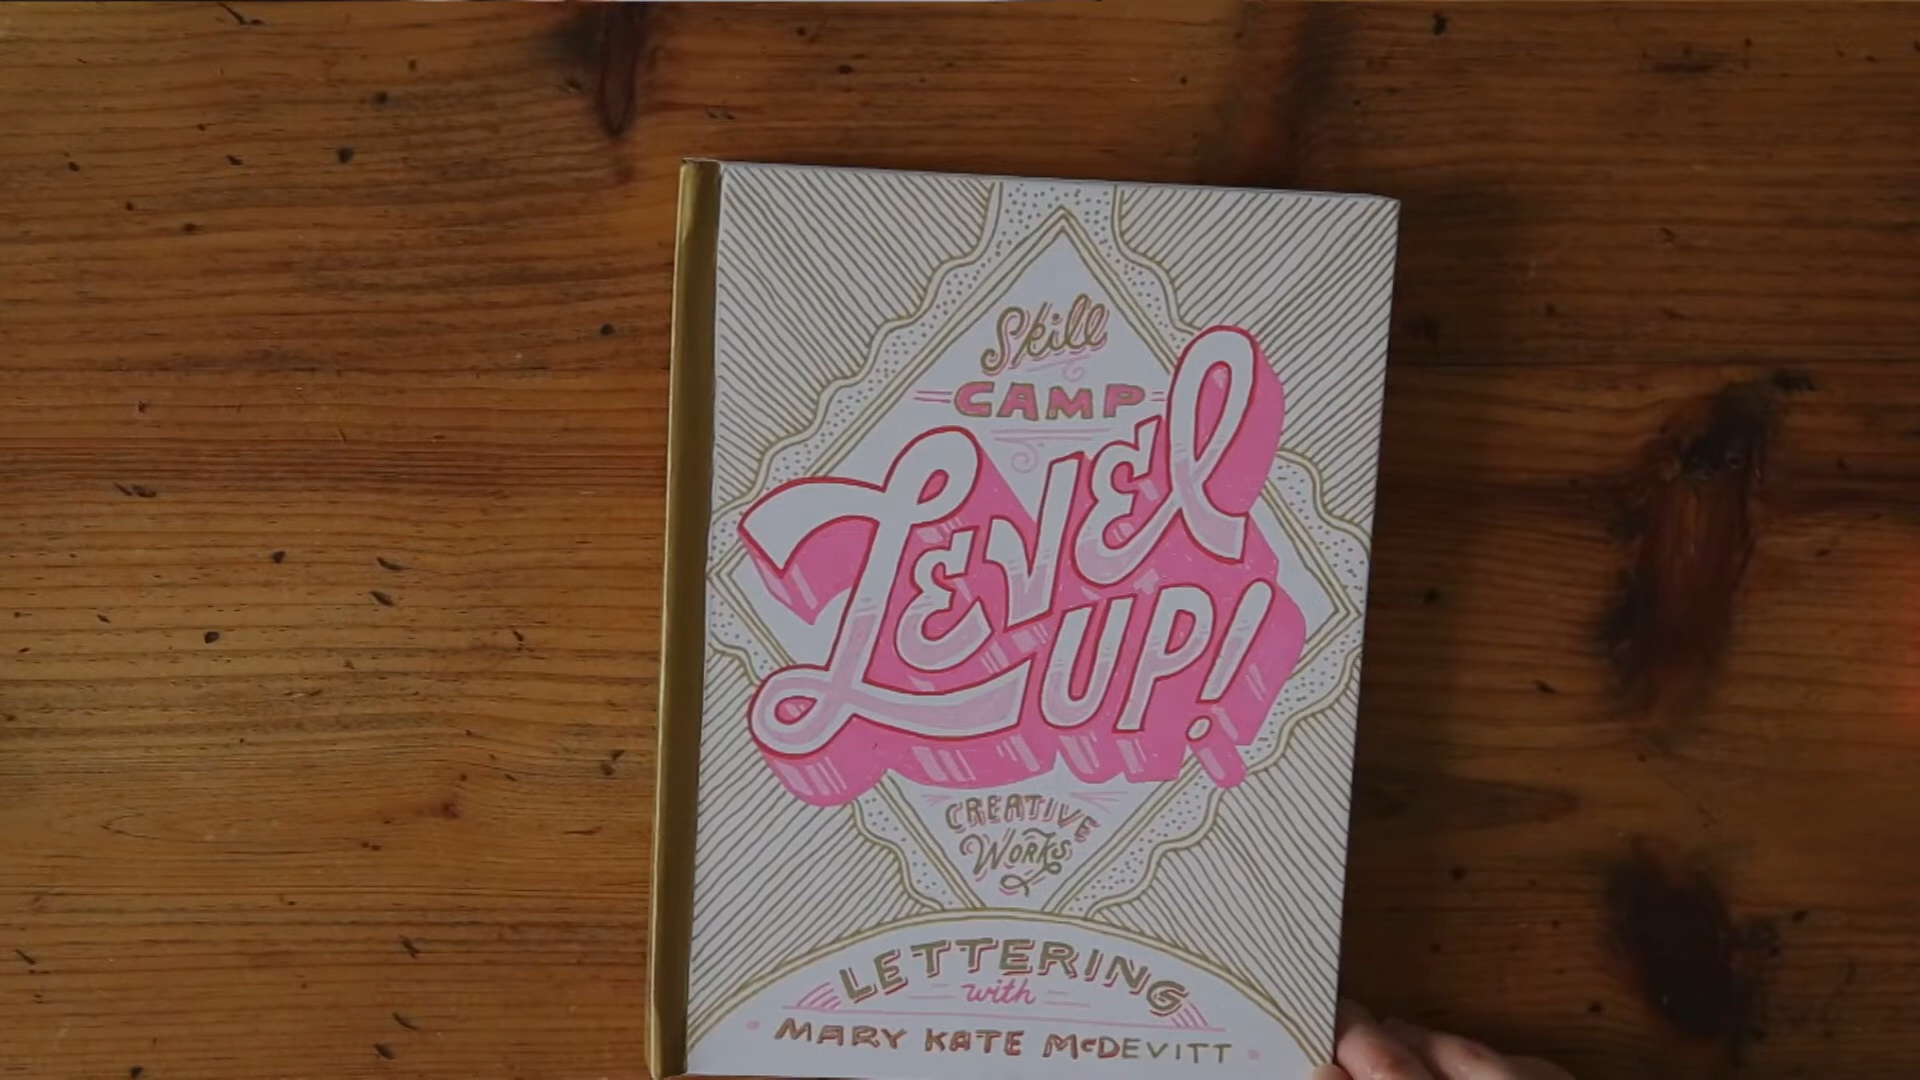 Skill
CAMP
Level
UP!
CREATIVE
WORKS
LETTERING
with
MARY KATE McDEVITT